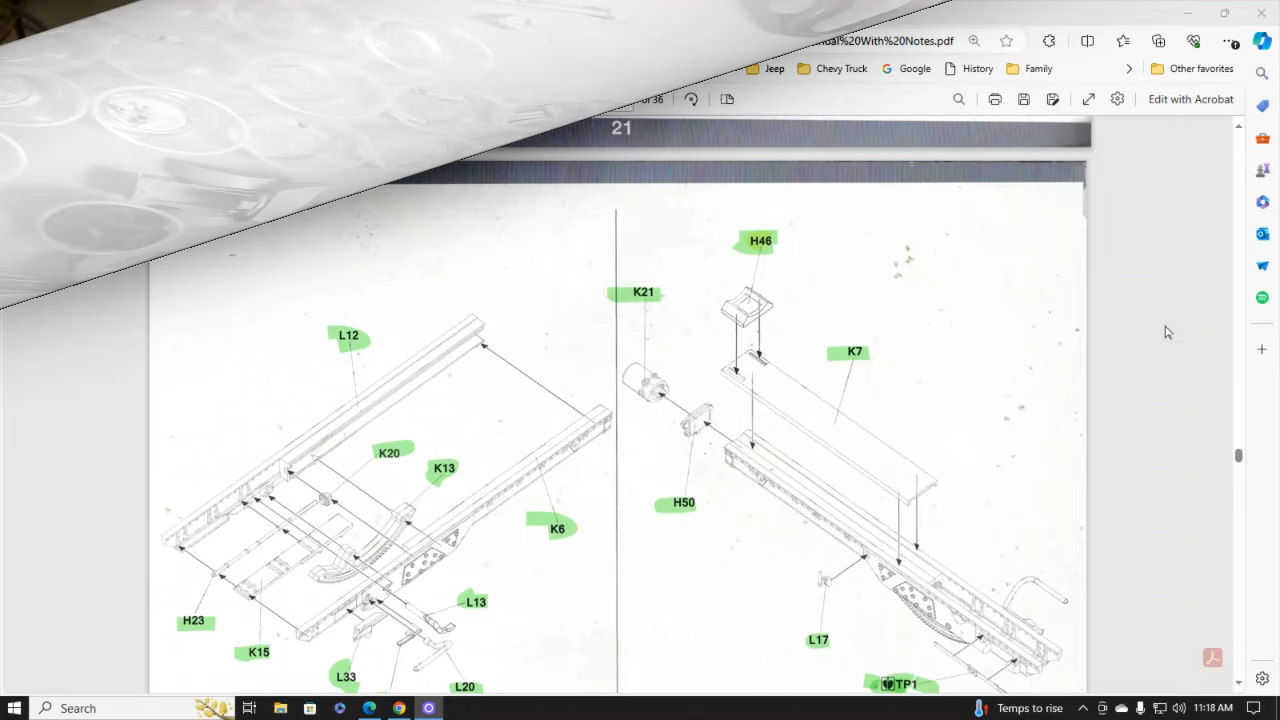 ual%20With%20Notes.pdf
Jeep
Chevy Truck
Google
History
Family
Other favorites
of 36
Edit with Acrobat
21
H46
K21
L12
K7
K20
K13
H50
K6
L13
H23
L17
K15
L33
L20
TP1
Search
Temps to rise
11:18 AM